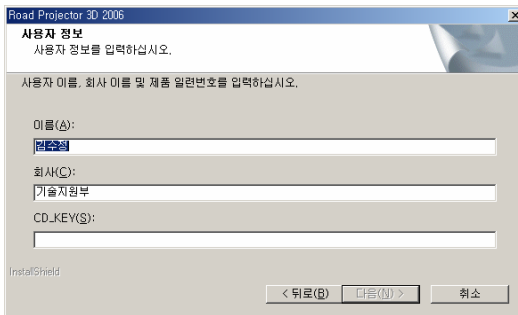 Road Projector 3D 2006
사용자 정보
사용자 정보를 입력하십시오.
사용자 이름, 회사 이름 및 제품 일련번호를 입력하십시오.
이름(A):
김수정
회사(C):
기술지원부
CD_KEY(S):
InstallShield
< 뒤로(B) 다음(N) > 취소